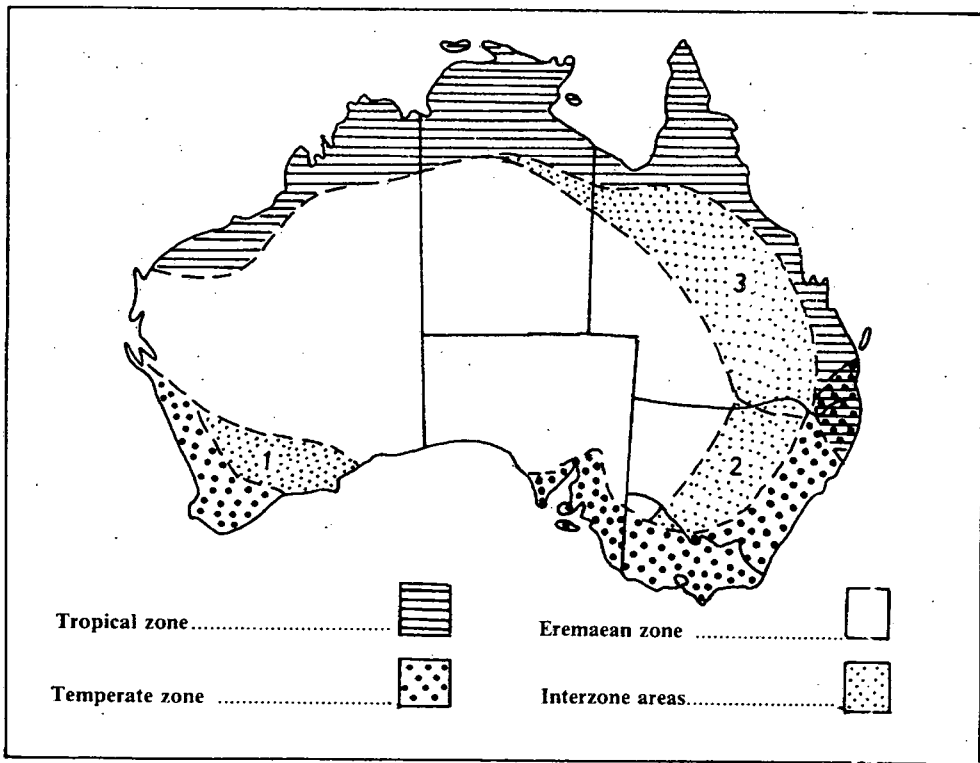 3
1
2
Tropical zone..............................
Eremaean zone ......................
Temperate zone ..........................
Interzone areas.......................